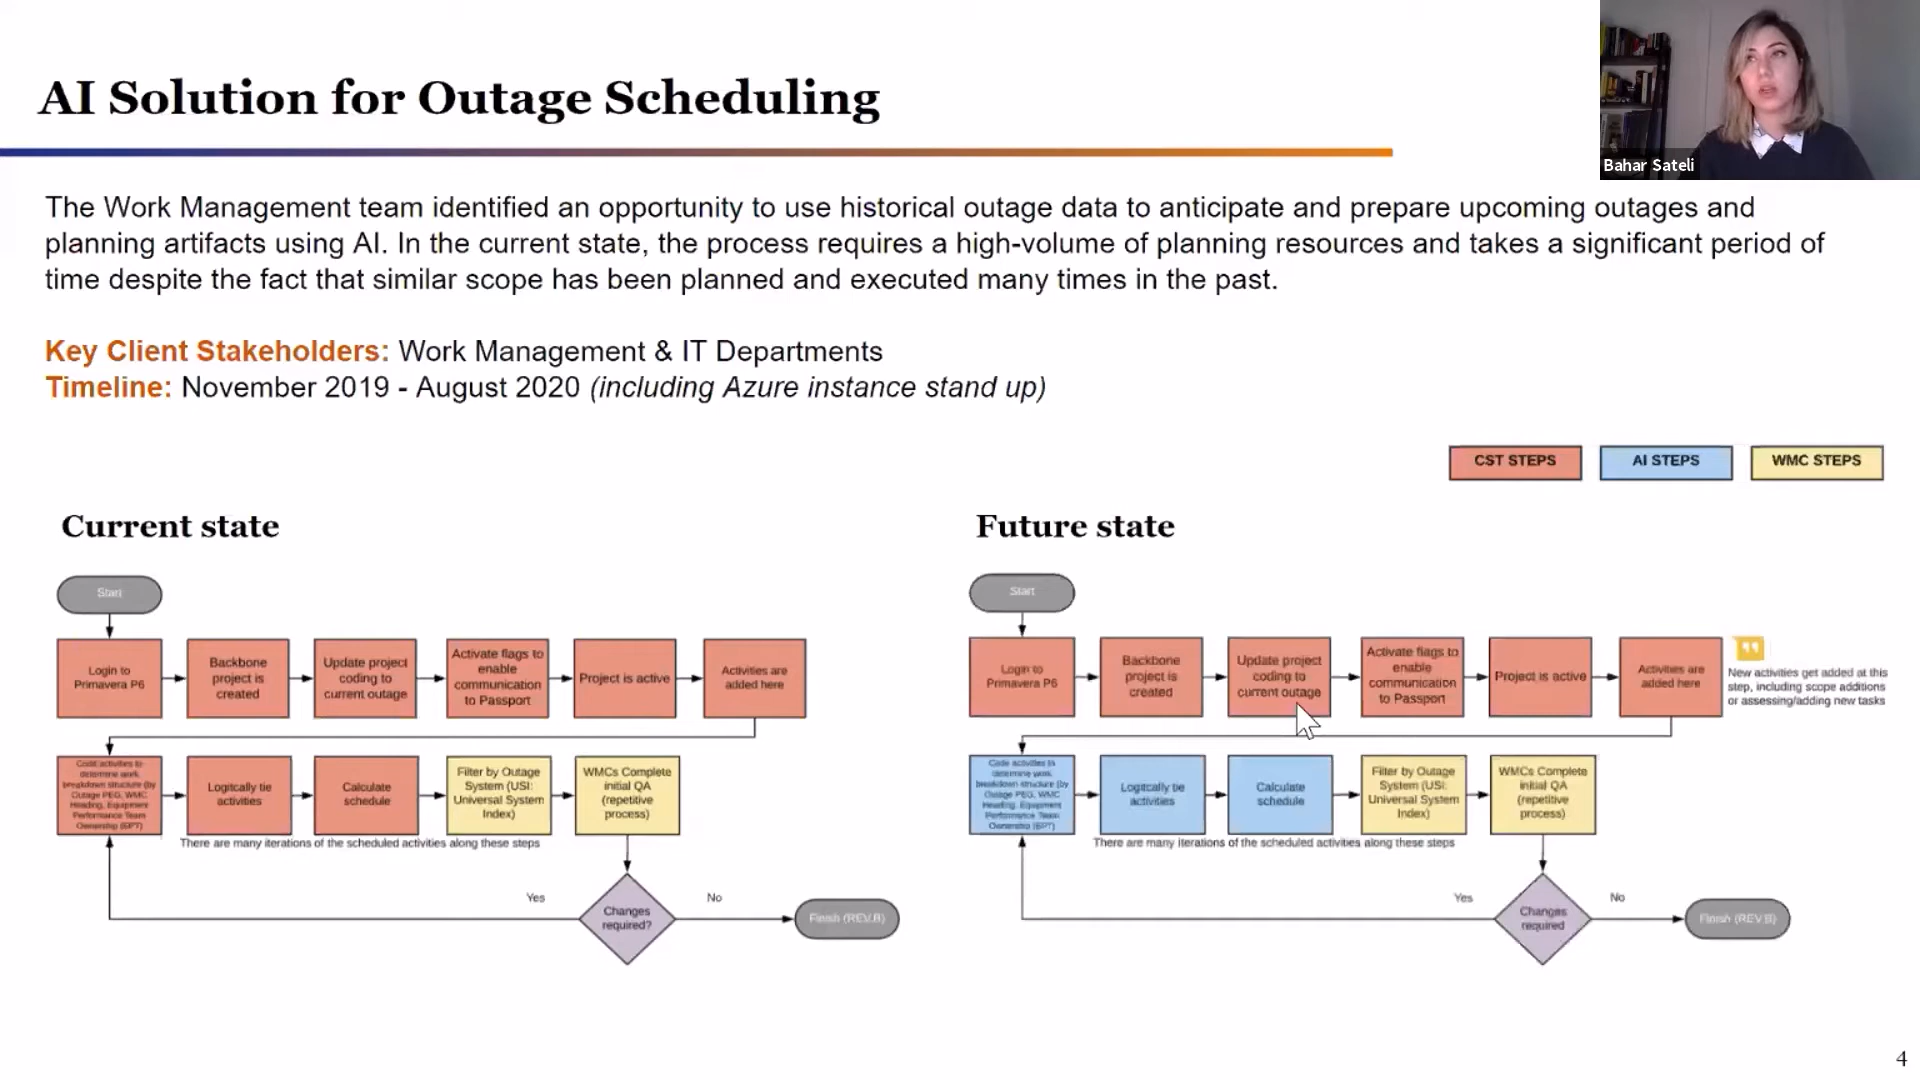 AI Solution for Outage Scheduling
Bahar Sateli
The Work Management team identified an opportunity to use historical outage data to anticipate and prepare upcoming outages and
planning artifacts using AI. In the current state, the process requires a high-volume of planning resources and takes a significant period of
time despite the fact that similar scope has been planned and executed many times in the past.
Key Client Stakeholders: Work Management & IT Departments
Timeline: November 2019 - August 2020 (including Azure instance stand up)
CST STEPS
AI STEPS
WMC STEPS
Current state
Start
Login to
Primavera P6
Backbone
project is
created
Update project
coding to
current outage
Activate flags to
enable
communication
to Passport
Project is active
Activities are
added here
Code activities to
determine work
breakdown structure (by
Outage PEG, WMC
Heading, Equipment
Performance Team
Ownership (EPT)
Logitcally tie
activities
Calculate
schedule
Filter by Outage
System (USI:
Universal System
Index)
WMCs Complete
initial QA
(repetitive
process)
There are many iterations of the scheduled activities along these steps
Yes
Changes
required?
No
Finish (REV.B)
Future state
Start
Login to
Primavera P6
Backbone
project is
created
Update project
coding to
current outage
Activate flags to
enable
communication
to Passport
Project is active
Activities are
added here
New activities get added at this
step, including scope additions
or assessing/adding new tasks
Code activities to
determine work
breakdown structure (by
Outage PEG, WMC
Heading, Equipment
Performance Team
Ownership (EPT)
Logitcally tie
activities
Calculate
schedule
Filter by Outage
System (USI:
Universal System
Index)
WMCs Complete
initial QA
(repetitive
process)
There are many iterations of the scheduled activities along these steps
Yes
Changes
required
No
Finish (REV.B)
4